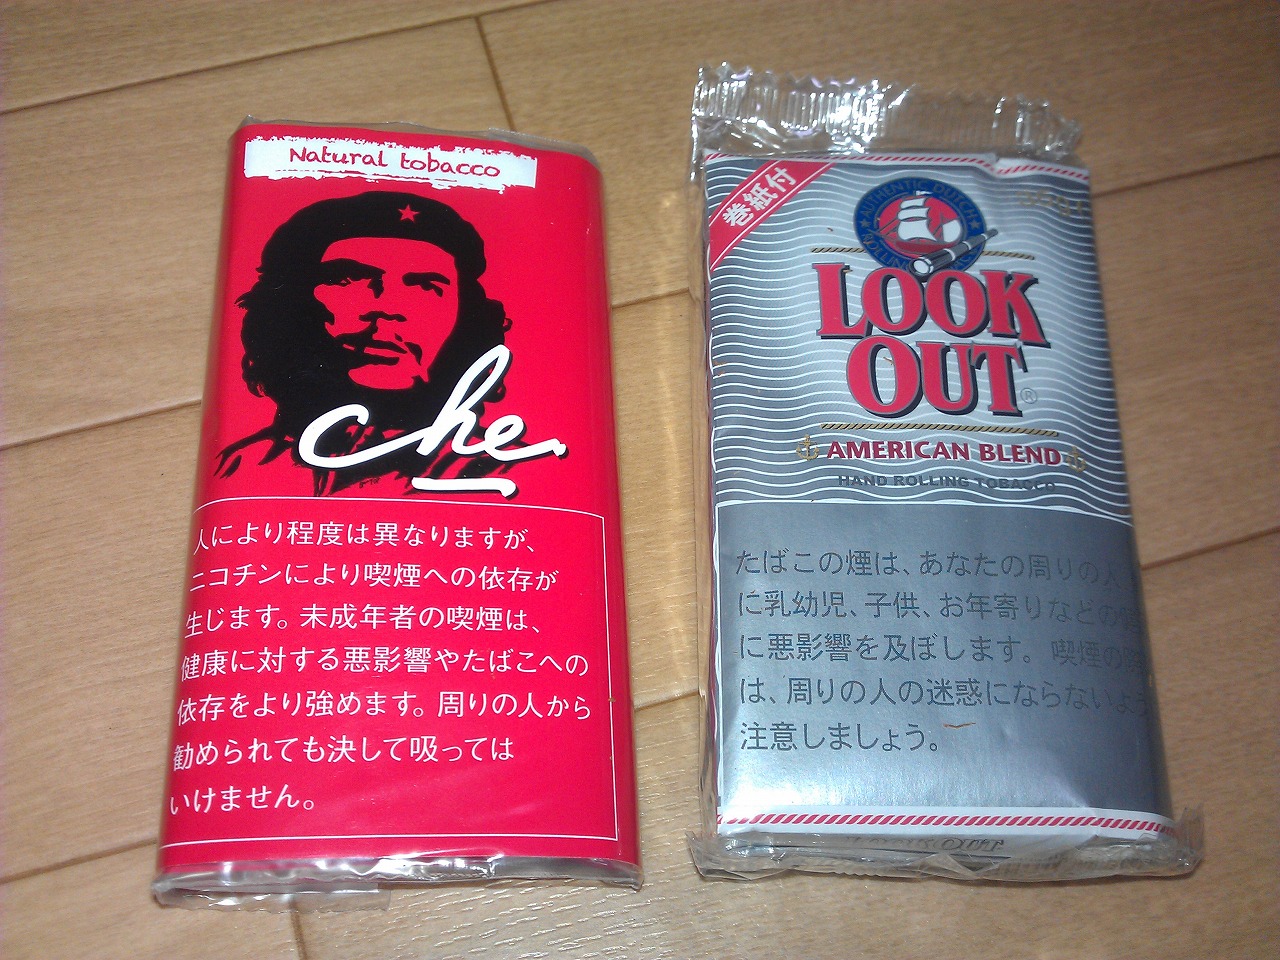 Natural tobacco
che.
人により程度は異なりますが、
ニコチンにより喫煙への依存が
生じます。未成年者の喫煙は、
健康に対する悪影響やたばこへの
依存をより強めます。周りの人から
勧められても決して吸っては
いけません。
巻紙付
AUTHENTIC DUTCH
ROLLING
LOOK
OUT®
AMERICAN BLEND
HAND ROLLING TOBACCO
たばこの煙は、あなたの周りの人
に乳幼児、子供、お年寄りなどの
に悪影響を及ぼします。喫煙の
は、周りの人の迷惑にならないよう
注意しましょう。
LOOK OUT